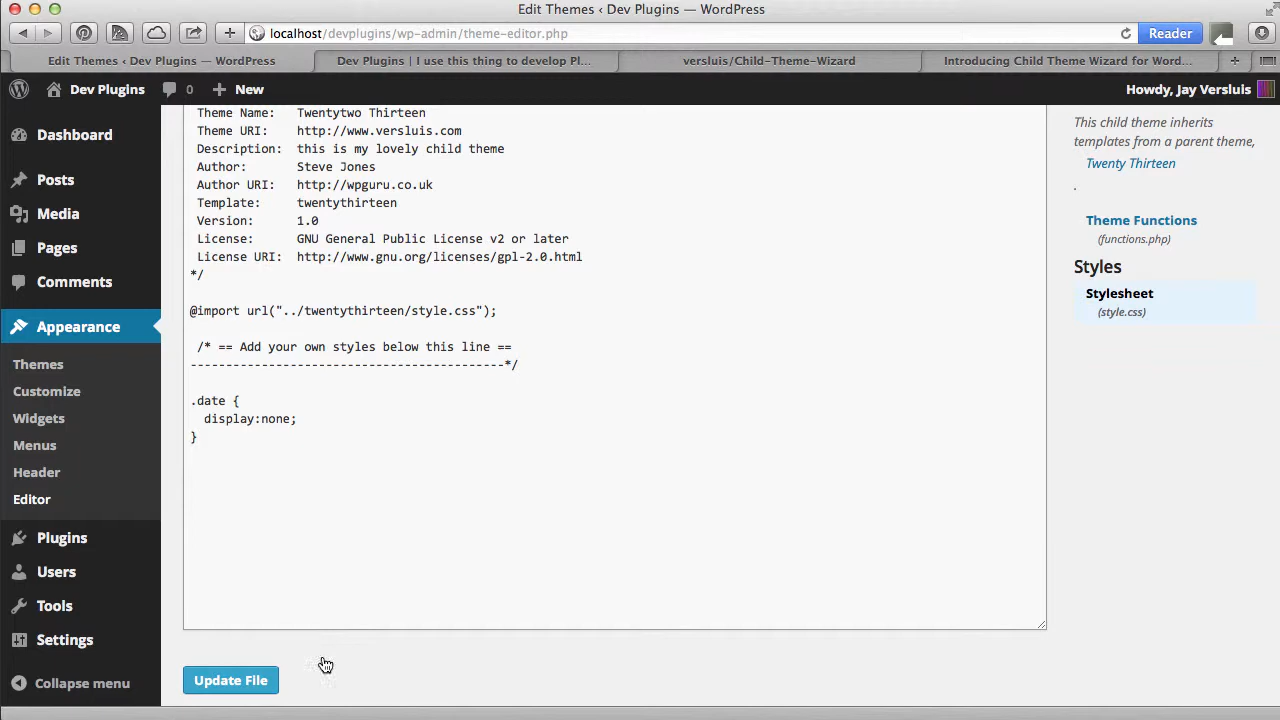 Edit Themes ‹ Dev Plugins — WordPress
localhost/devplugins/wp-admin/theme-editor.php
Reader
Edit Themes ‹ Dev Plugins — WordPress
Dev Plugins | I use this thing to develop Pl...
versluis/Child-Theme-Wizard
Introducing Child Theme Wizard for Word...
Dev Plugins
0
New
Howdy, Jay Versluis
Dashboard
Posts
Media
Pages
Comments
Appearance
Themes
Customize
Widgets
Menus
Header
Editor
Plugins
Users
Tools
Settings
Collapse menu
Theme Name: Twentytwo Thirteen
Theme URI: http://www.versluis.com
Description: this is my lovely child theme
Author: Steve Jones
Author URI: http://wpguru.co.uk
Template: twentythirteen
Version: 1.0
License: GNU General Public License v2 or later
License URI: http://www.gnu.org/licenses/gpl-2.0.html
*/
@import url("../twentythirteen/style.css");
/* == Add your own styles below this line ==
--------------------------------------------*/
.date {
display:none;
}
Update File
This child theme inherits
templates from a parent theme,
Twenty Thirteen
.
Theme Functions
(functions.php)
Styles
Stylesheet
(style.css)